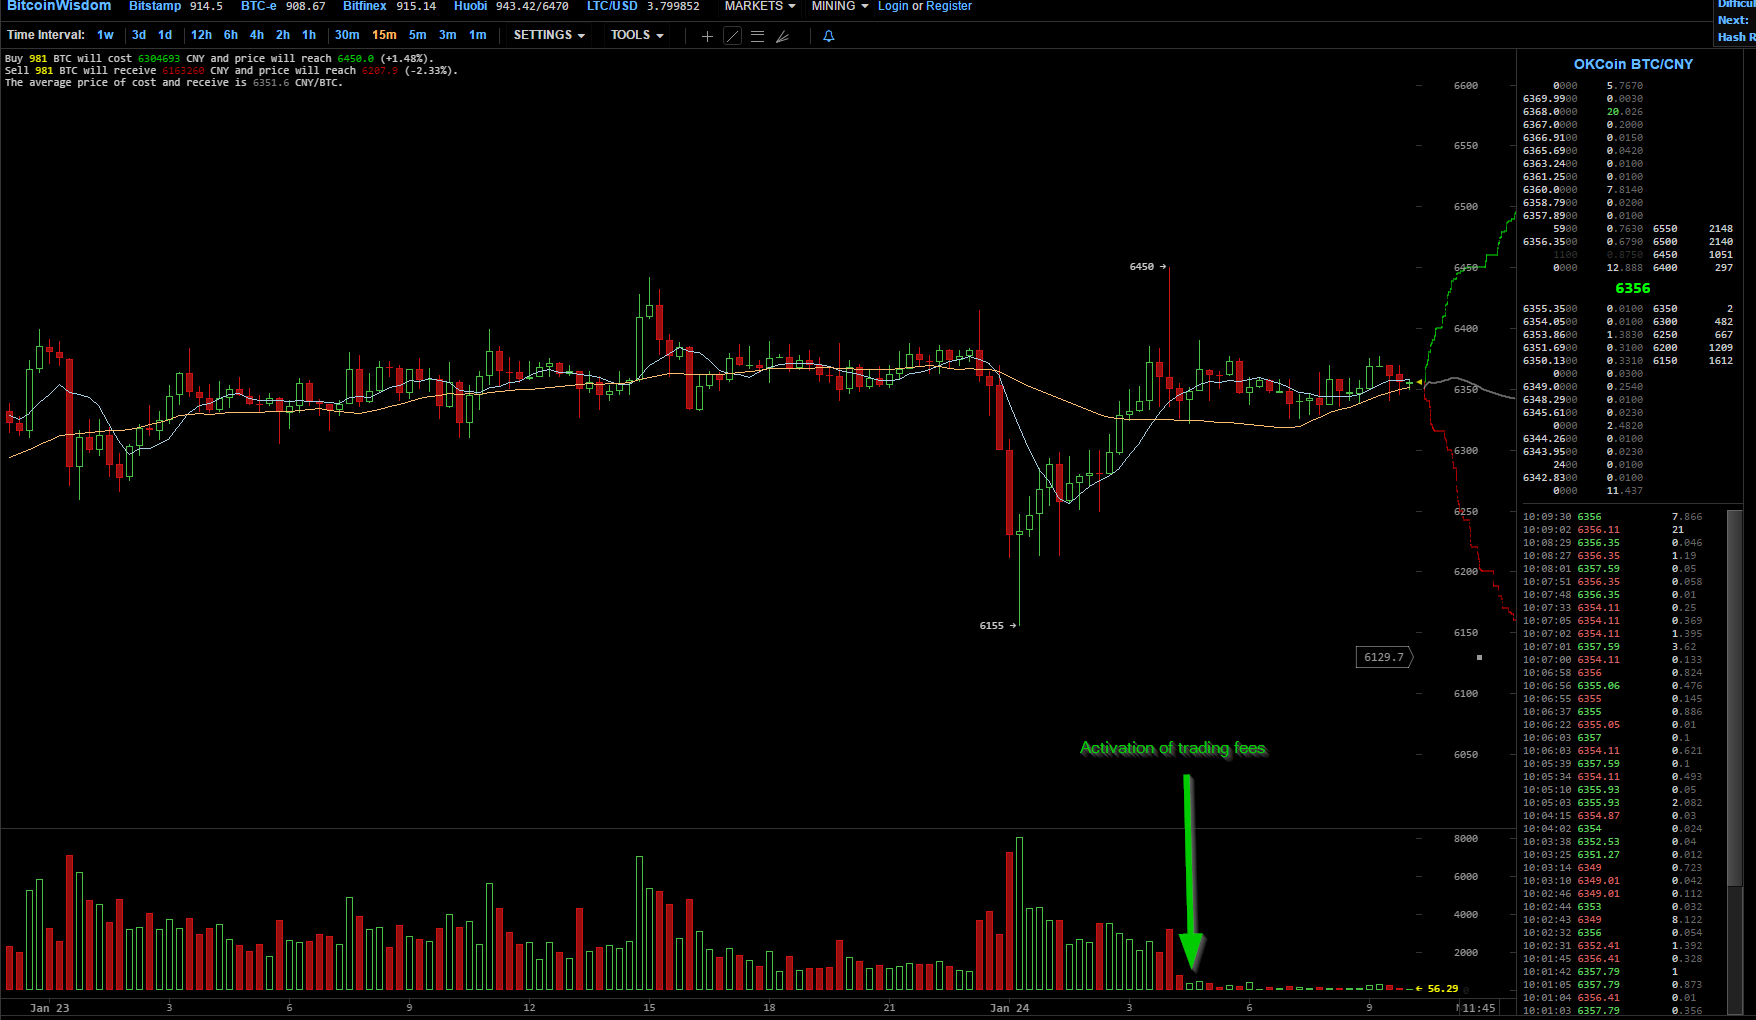 BitcoinWisdom Bitstamp 914.5 BTC-e 908.67 Bitfinex 915.14 Huobi 943.42/6470 LTC/USD 3.799852 MARKETS MINING Login or Register
Difficul
Next:
Hash R
Time Interval: 1w 3d 1d 12h 6h 4h 2h 1h 30m 15m 5m 3m 1m SETTINGS TOOLS
Buy 981 BTC will cost 6304693 CNY and price will reach 6450.0 (+1.48%).
Sell 981 BTC will receive 6163260 CNY and price will reach 6207.9 (-2.33%).
The average price of cost and receive is 6351.6 CNY/BTC.
6600
6550
6500
6450
6400
6350
6300
6250
6200
6150
6100
6050
6450 →
6155 →
6129.7
Activation of trading fees
8000
6000
4000
2000
← 56.29
Jan 23 3 6 9 12 15 18 21 Jan 24 3 6 9 11:45
OKCoin BTC/CNY
0000 5.7670
6369.9900 0.0030
6368.0000 20.026
6367.0000 0.2000
6366.9100 0.0150
6365.6900 0.0420
6363.2400 0.0100
6361.2500 0.0100
6360.0000 7.8140
6358.7900 0.0200
6357.8900 0.0100
5900 0.7630 6550 2148
6356.3500 0.6790 6500 2140
1100 0.8750 6450 1051
0000 12.888 6400 297
6356
6355.3500 0.0100 6350 2
6354.0500 0.0100 6300 482
6353.8600 1.3830 6250 667
6351.6900 0.3100 6200 1209
6350.1300 0.3310 6150 1612
0000 0.0300
6349.0000 0.2540
6348.2900 0.0100
6345.6100 0.0230
0000 2.4820
6344.2600 0.0100
6343.9500 0.0230
2400 0.0100
6342.8300 0.0100
0000 11.437
10:09:30 6356 7.866
10:09:02 6356.11 21
10:08:29 6356.35 0.046
10:08:27 6356.35 1.19
10:08:01 6357.59 0.05
10:07:51 6356.35 0.058
10:07:48 6356.35 0.01
10:07:33 6354.11 0.25
10:07:05 6354.11 0.369
10:07:02 6354.11 1.395
10:07:01 6357.59 3.62
10:07:00 6354.11 0.133
10:06:58 6356 0.824
10:06:56 6355.06 0.476
10:06:55 6355 0.145
10:06:37 6355 0.886
10:06:22 6355.05 0.01
10:06:03 6357 0.1
10:06:03 6354.11 0.621
10:05:39 6357.59 0.1
10:05:34 6354.11 0.493
10:05:10 6355.93 0.05
10:05:03 6355.93 2.082
10:04:15 6354.87 0.03
10:04:02 6354 0.024
10:03:38 6352.53 0.04
10:03:25 6351.27 0.012
10:03:14 6349 0.723
10:03:10 6349.01 0.042
10:02:46 6349.01 0.112
10:02:44 6353 0.032
10:02:43 6349 8.122
10:02:32 6356 0.054
10:02:31 6352.41 1.392
10:01:45 6356.41 0.328
10:01:42 6357.79 1
10:01:05 6357.79 0.873
10:01:04 6356.41 0.01
10:01:03 6357.79 0.356